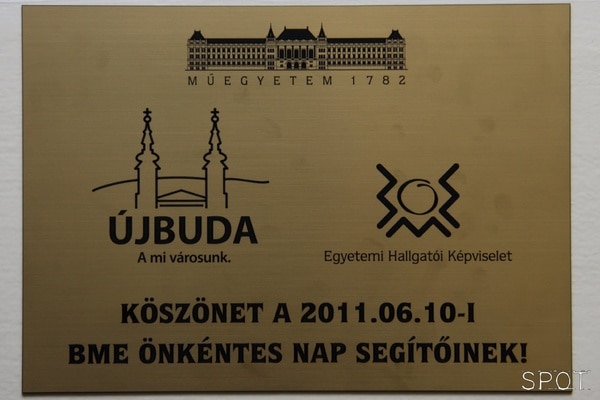 MŰEGYETEM 1782
ÚJBUDA
A mi városunk.
Egyetemi Hallgatói Képviselet
KÖSZÖNET A 2011.06.10-I
BME ÖNKÉNTES NAP SEGÍTŐINEK!
SPOT